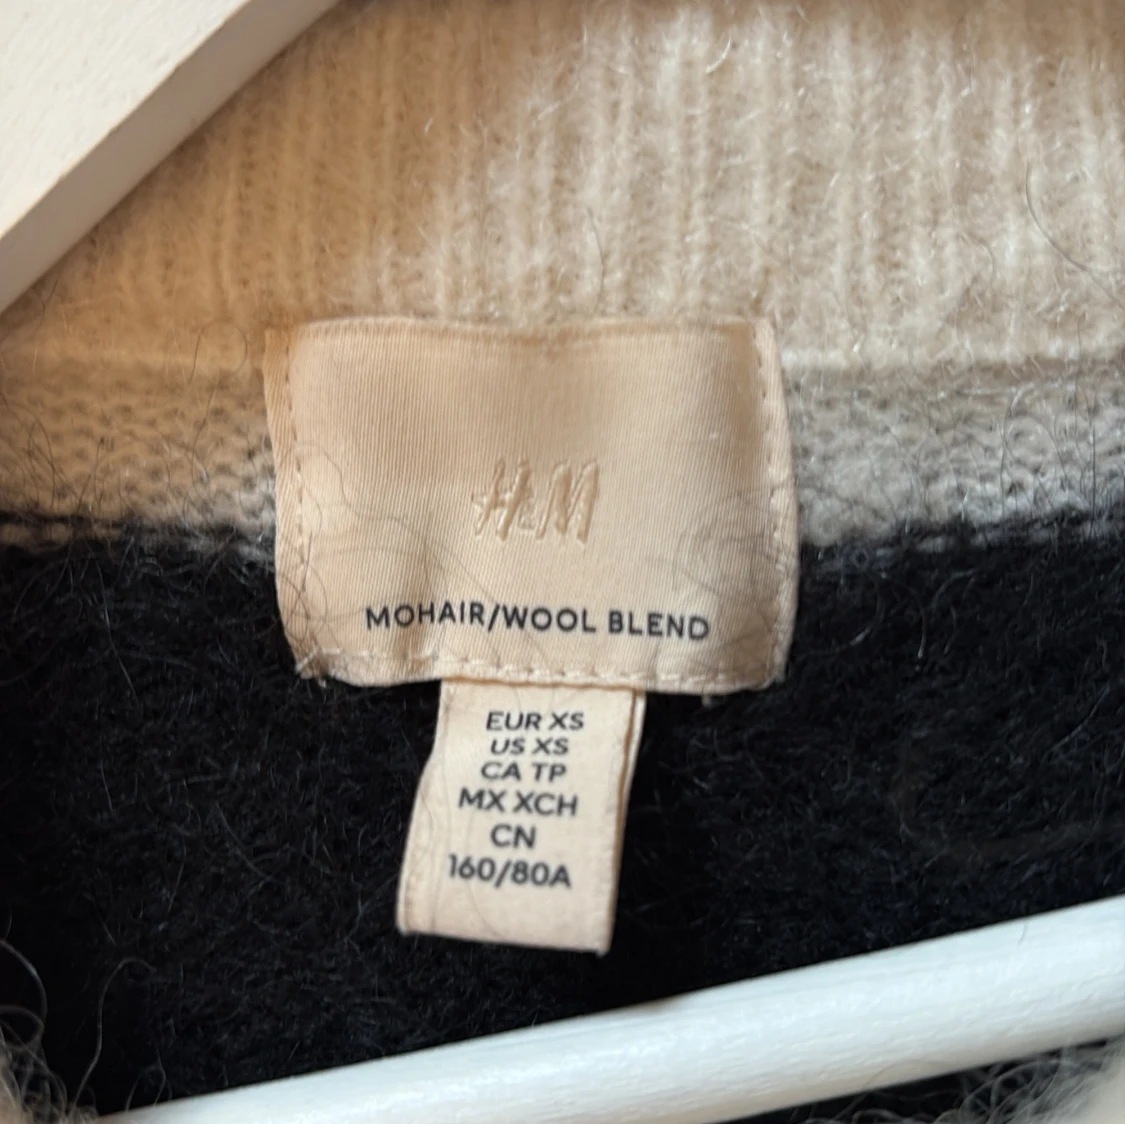 H&M
MOHAIR/WOOL BLEND
EUR XS
US XS
CA TP
MX XCH
CN
160/80A